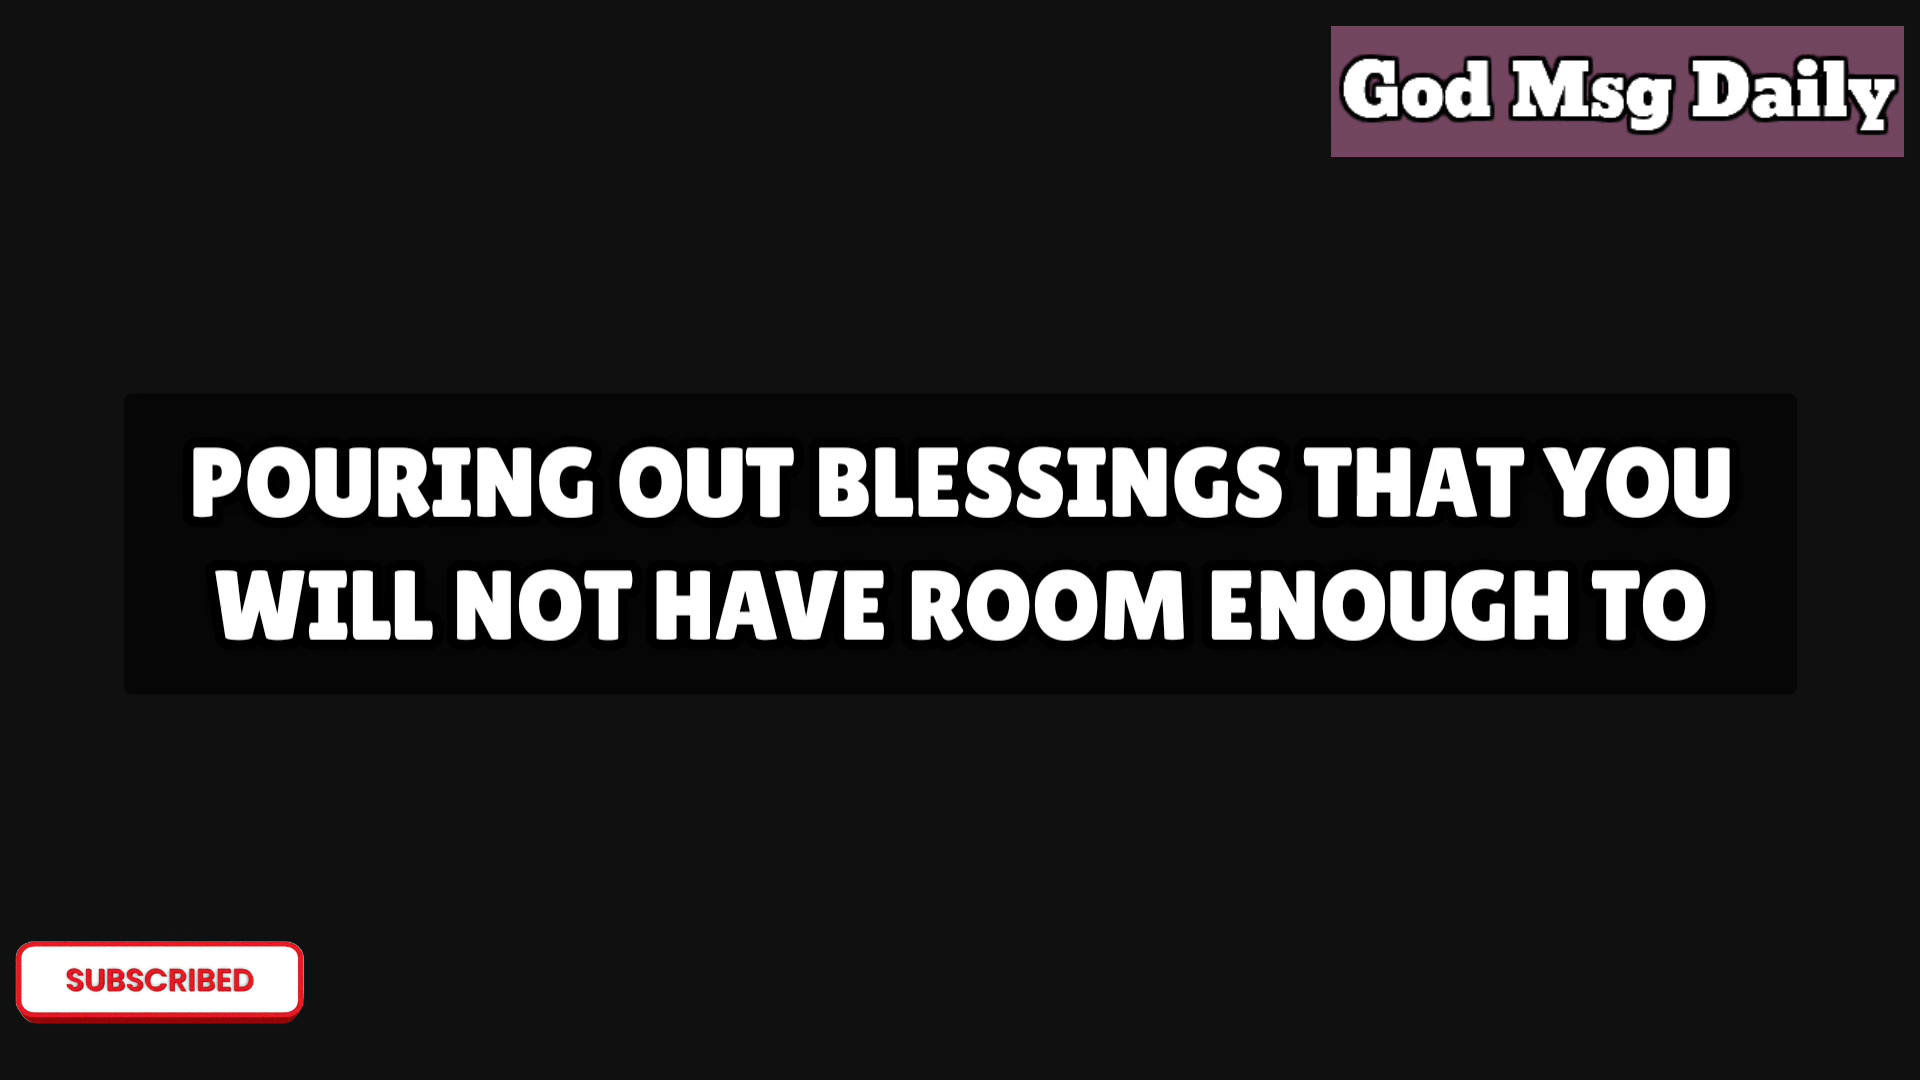 God Msg Daily
POURING OUT BLESSINGS THAT YOU
WILL NOT HAVE ROOM ENOUGH TO
SUBSCRIBED